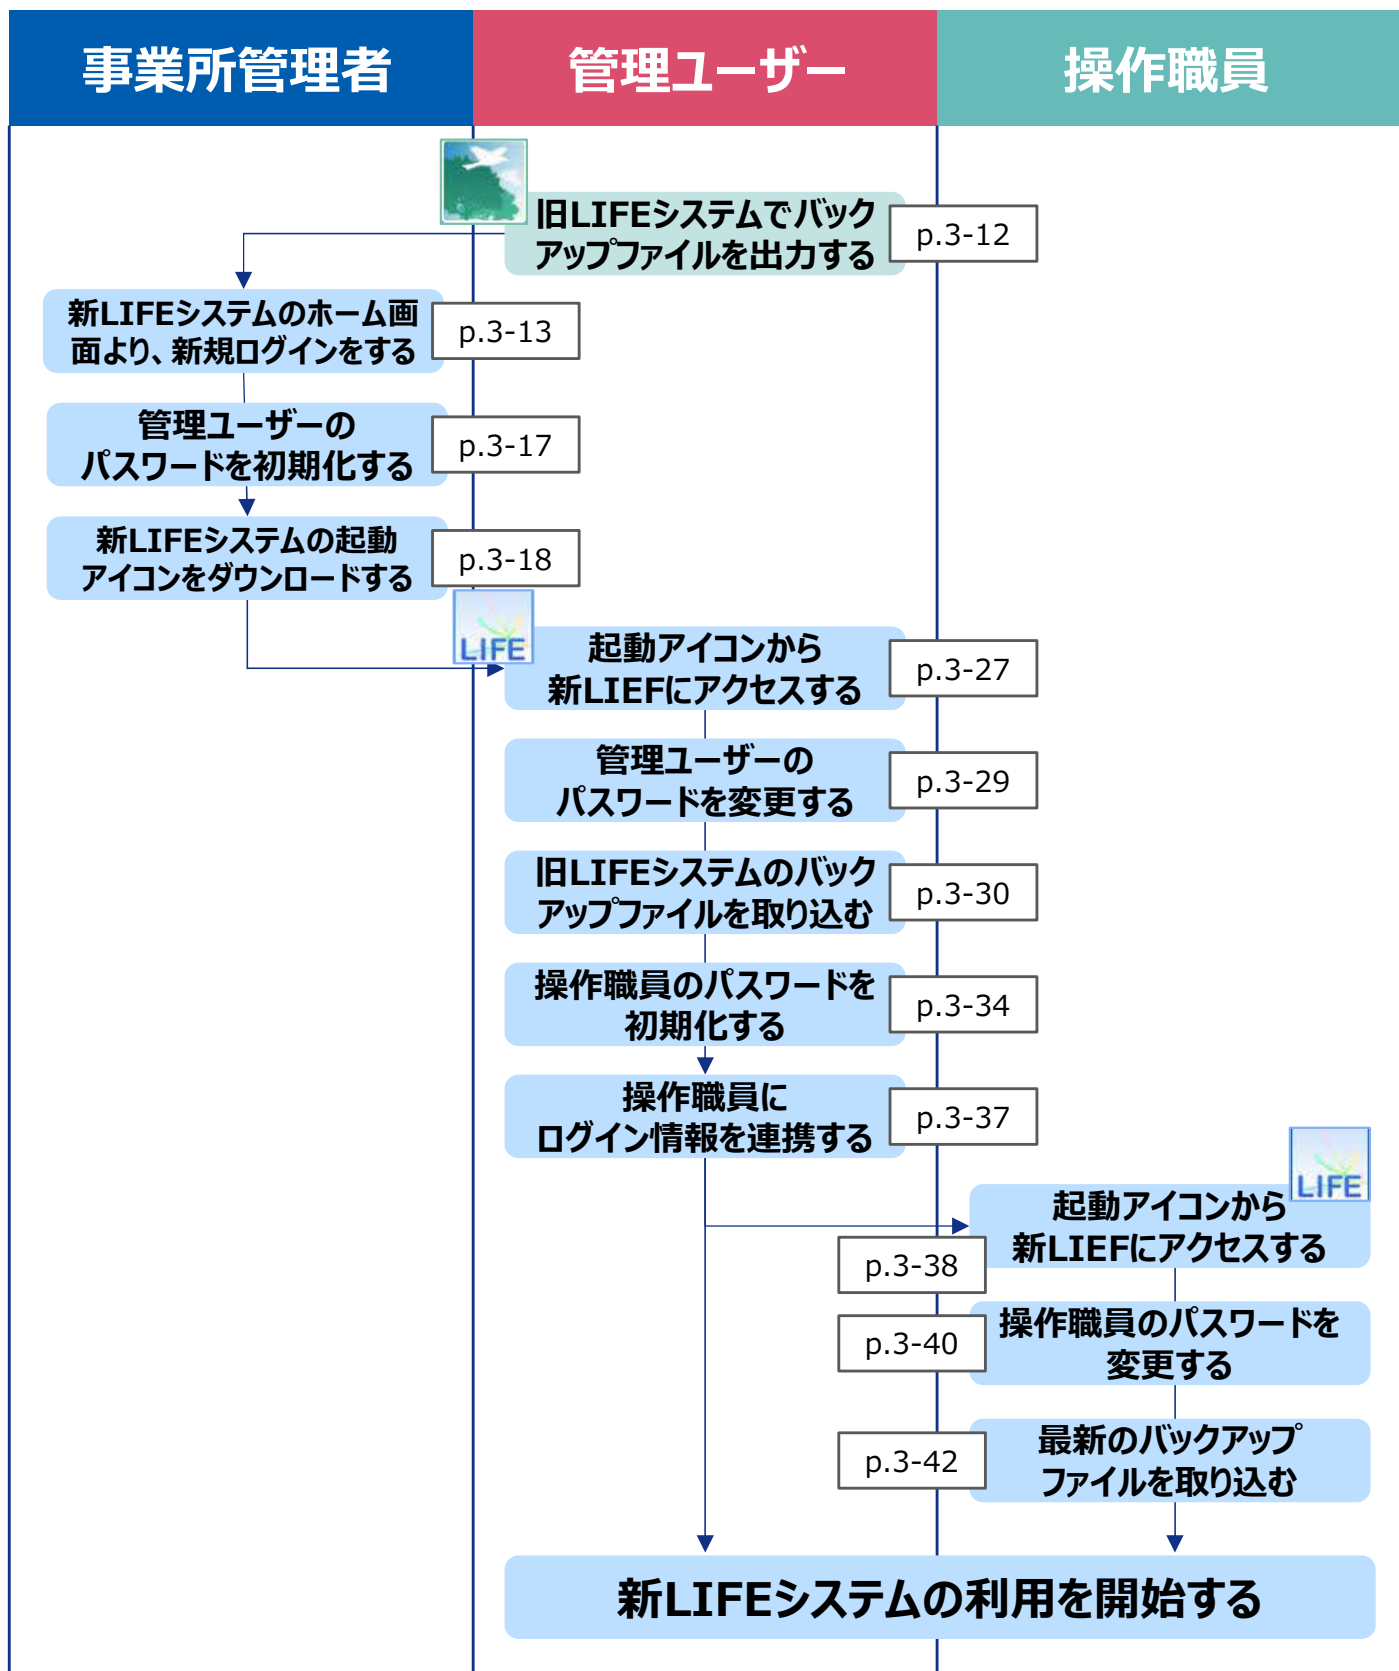 事業所管理者
管理ユーザー
操作職員
旧LIFEシステムでバック
アップファイルを出力する
p.3-12
新LIFEシステムのホーム画
面より、新規ログインをする
p.3-13
管理ユーザーの
パスワードを初期化する
p.3-17
新LIFEシステムの起動
アイコンをダウンロードする
p.3-18
LIFE
起動アイコンから
新LIEFにアクセスする
p.3-27
管理ユーザーの
パスワードを変更する
p.3-29
旧LIFEシステムのバック
アップファイルを取り込む
p.3-30
操作職員のパスワードを
初期化する
p.3-34
操作職員に
ログイン情報を連携する
p.3-37
LIFE
起動アイコンから
新LIEFにアクセスする
p.3-38
操作職員のパスワードを
変更する
p.3-40
最新のバックアップ
ファイルを取り込む
p.3-42
新LIFEシステムの利用を開始する